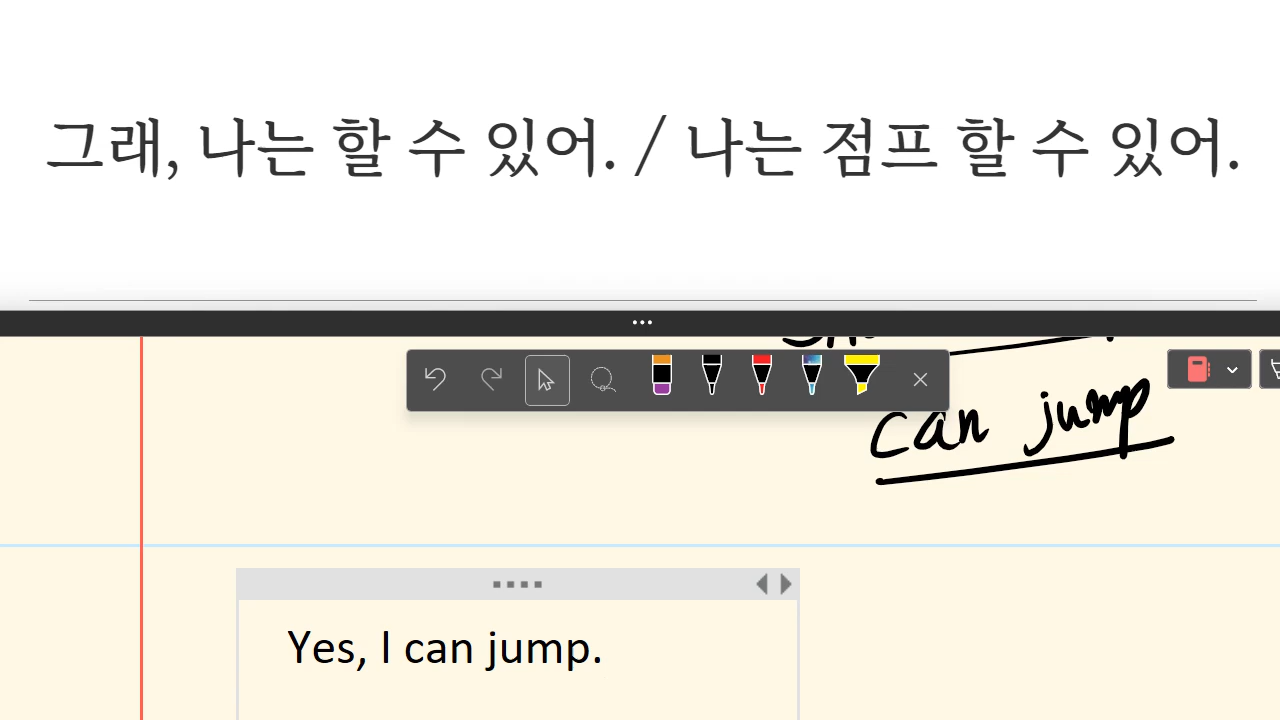 그래, 나는 할 수 있어. / 나는 점프 할 수 있어.
can jump
Yes, I can jump.